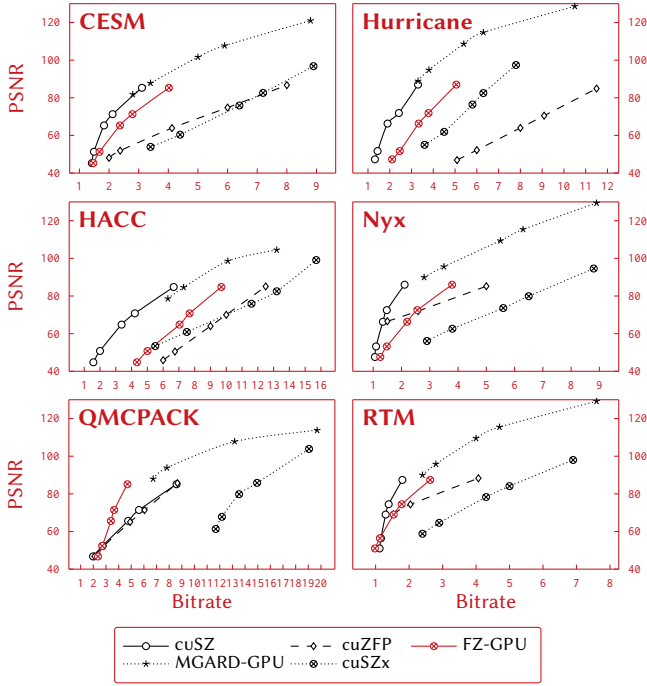 CESM
Hurricane
PSNR
120
100
80
60
40
1 2 3 4 5 6 7 8 9
120
100
80
60
40
1 2 3 4 5 6 7 8 9 10 11 12
HACC
Nyx
120
100
80
60
40
1 2 3 4 5 6 7 8 9 10 11 12 13 14 15 16
120
100
80
60
40
1 2 3 4 5 6 7 8 9
QMCPACK
RTM
PSNR
120
100
80
60
40
1 2 3 4 5 6 7 8 9 10 11 12 13 14 15 16 17 18 19 20
Bitrate
120
100
80
60
40
1 2 3 4 5 6 7 8
Bitrate
cuSZ cuZFP FZ-GPU
MGARD-GPU cuSZx